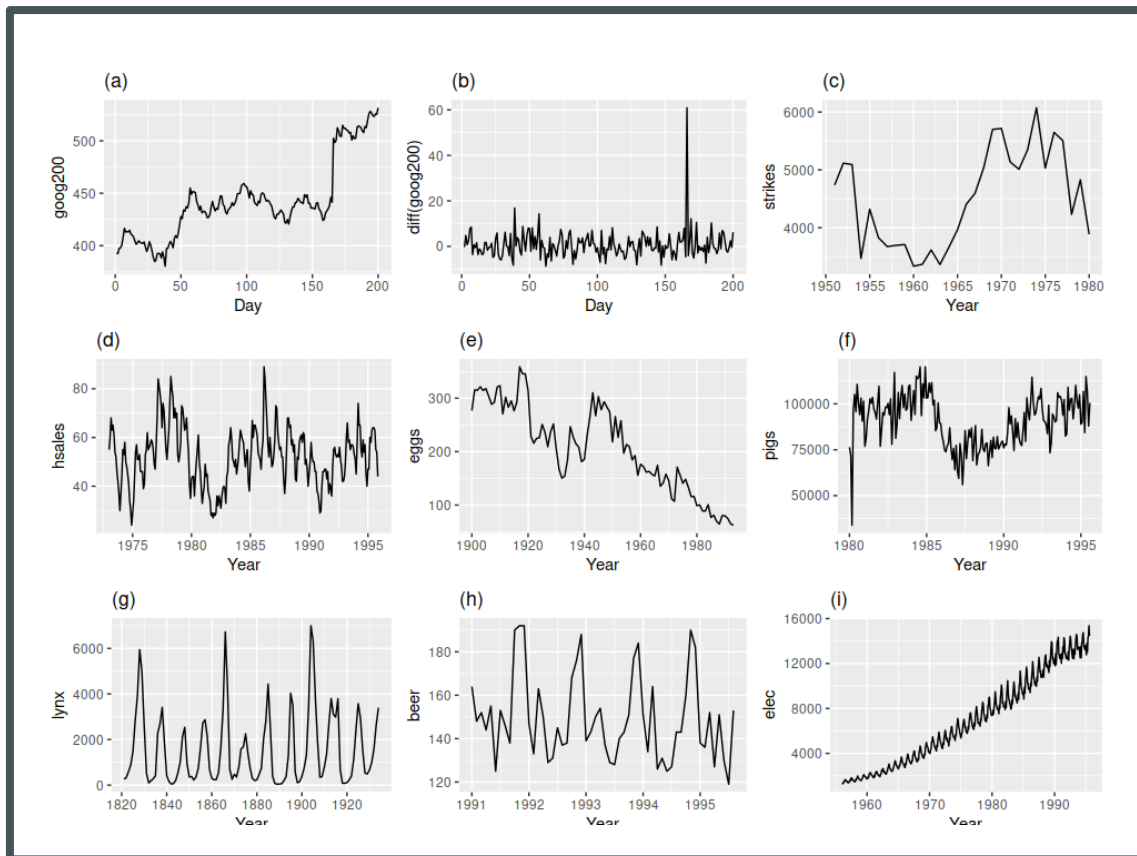 (a)
goog200
500
450
400
0 50 100 150 200
Day
(b)
diff(goog200)
60
40
20
0
0 50 100 150 200
Day
(c)
strikes
6000
5000
4000
1950 1955 1960 1965 1970 1975 1980
Year
(d)
hsales
80
60
40
1975 1980 1985 1990 1995
Year
(e)
eggs
300
200
100
1900 1920 1940 1960 1980
Year
(f)
pigs
100000
75000
50000
1980 1985 1990 1995
Year
(g)
lynx
6000
4000
2000
0
1820 1840 1860 1880 1900 1920
Year
(h)
beer
180
160
140
120
1991 1992 1993 1994 1995
Year
(i)
elec
16000
12000
8000
4000
1960 1970 1980 1990
Year